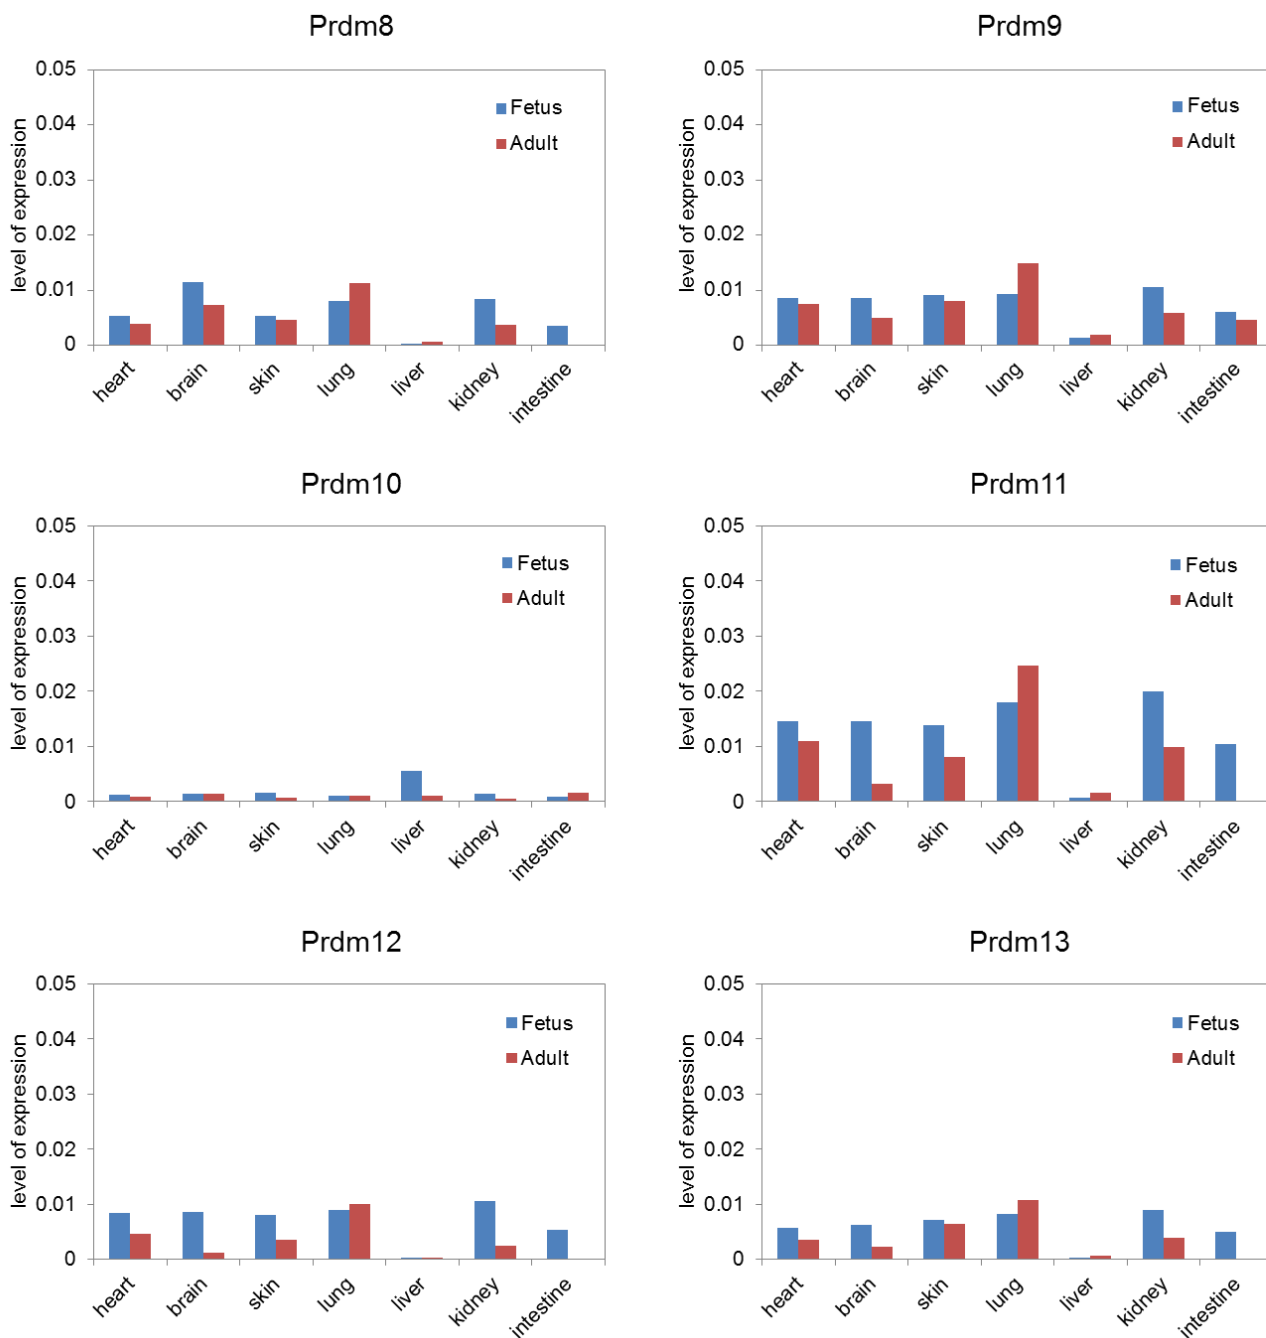 Prdm8
level of expression
0.05
0.04
0.03
0.02
0.01
0
Fetus
Adult
heart
brain
skin
lung
liver
kidney
intestine
Prdm9
level of expression
0.05
0.04
0.03
0.02
0.01
0
Fetus
Adult
heart
brain
skin
lung
liver
kidney
intestine
Prdm10
level of expression
0.05
0.04
0.03
0.02
0.01
0
Fetus
Adult
heart
brain
skin
lung
liver
kidney
intestine
Prdm11
level of expression
0.05
0.04
0.03
0.02
0.01
0
Fetus
Adult
heart
brain
skin
lung
liver
kidney
intestine
Prdm12
level of expression
0.05
0.04
0.03
0.02
0.01
0
Fetus
Adult
heart
brain
skin
lung
liver
kidney
intestine
Prdm13
level of expression
0.05
0.04
0.03
0.02
0.01
0
Fetus
Adult
heart
brain
skin
lung
liver
kidney
intestine